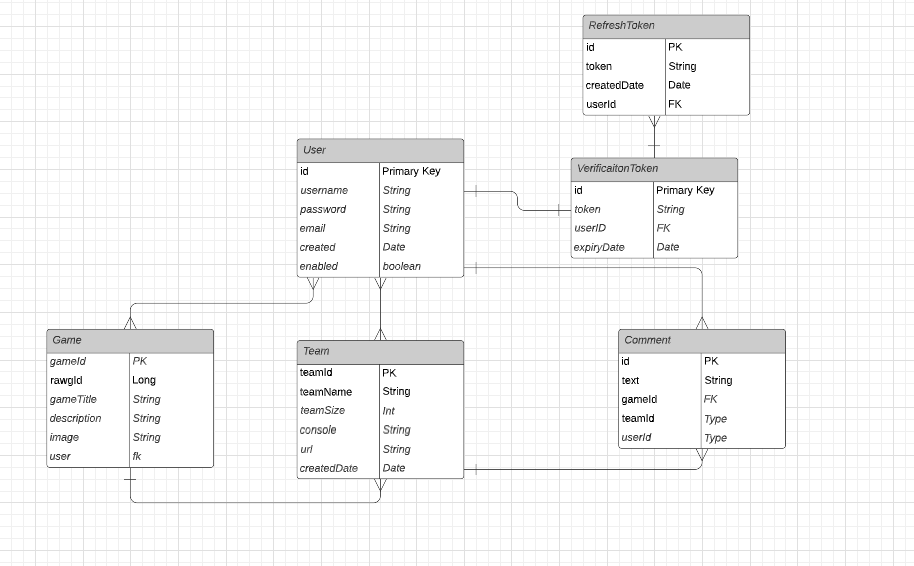 RefreshToken
id PK
token String
createdDate Date
userId FK
User
id Primary Key
username String
password String
email String
created Date
enabled boolean
VerificaitonToken
id Primary Key
token String
userID FK
expiryDate Date
Game
gameId PK
rawgId Long
gameTitle String
description String
image String
user fk
Team
teamId PK
teamName String
teamSize Int
console String
url String
createdDate Date
Comment
id PK
text String
gameId FK
teamId Type
userId Type